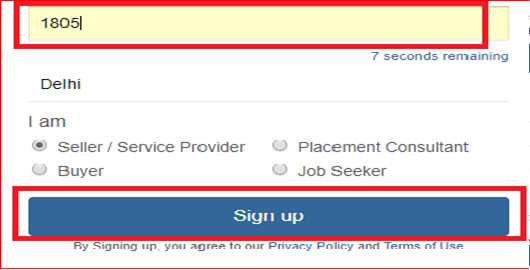 1805
7 seconds remaining
Delhi
I am
Seller / Service Provider Placement Consultant
Buyer Job Seeker
Sign up
By Signing up, you agree to our Privacy Policy and Terms of Use